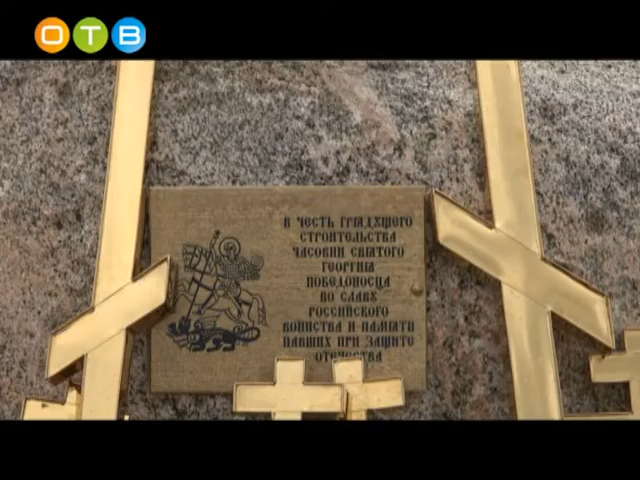 ОТВ
В ЧЕСТЬ ГРЯДУЩЕГО
СТРОИТЕЛЬСТВА
ЧАСОВНИ СВЯТОГО
ГЕОРГИЯ
ПОБЕДОНОСЦА
ВО СЛАВУ
РОССИЙСКОГО
ВОИНСТВА И ПАМЯТИ
ПАВШИХ ПРИ ЗАЩИТЕ
ОТЕЧЕСТВА